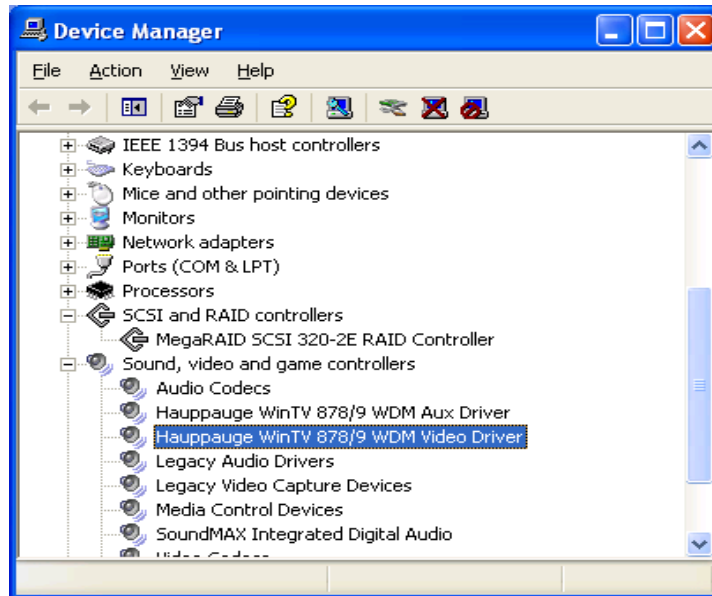 Device Manager
File Action View Help
IEEE 1394 Bus host controllers
Keyboards
Mice and other pointing devices
Monitors
Network adapters
Ports (COM & LPT)
Processors
SCSI and RAID controllers
MegaRAID SCSI 320-2E RAID Controller
Sound, video and game controllers
Audio Codecs
Hauppauge WinTV 878/9 WDM Aux Driver
Hauppauge WinTV 878/9 WDM Video Driver
Legacy Audio Drivers
Legacy Video Capture Devices
Media Control Devices
SoundMAX Integrated Digital Audio
Video Codecs